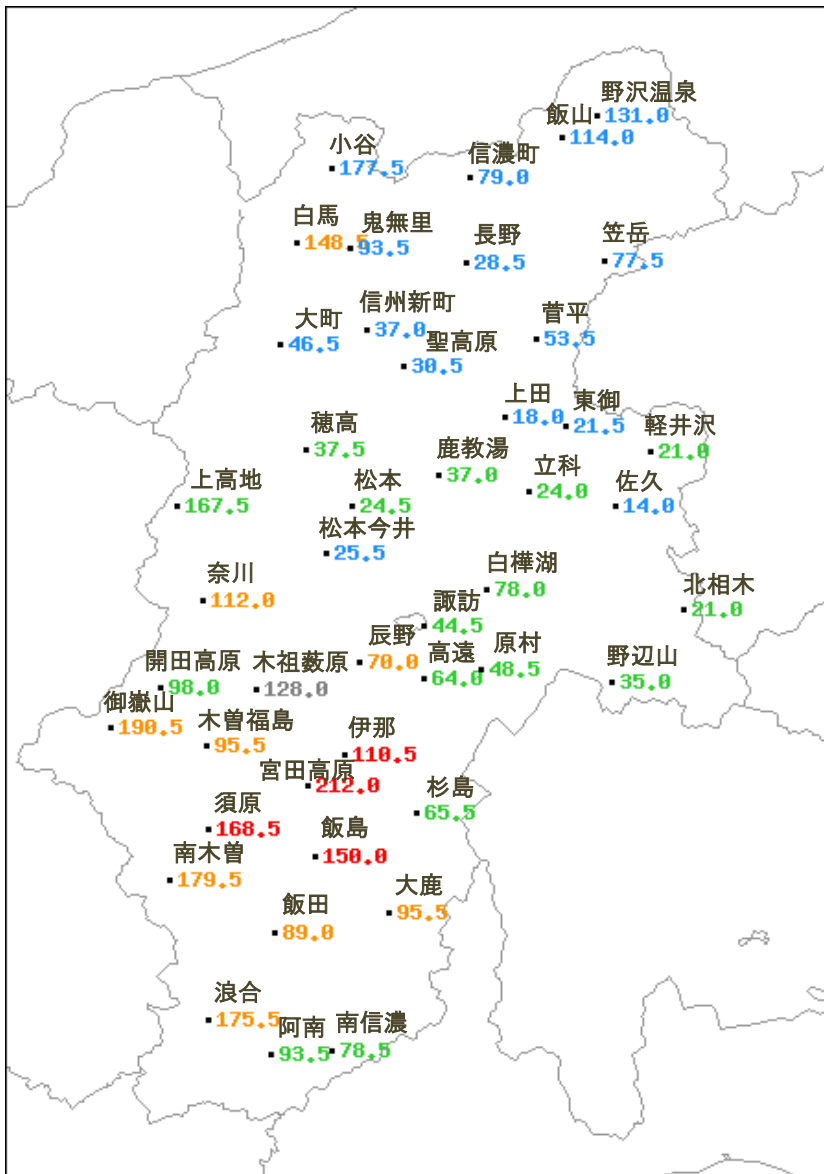 野沢温泉
131.0
飯山
114.0
小谷
177.5
信濃町
79.0
白馬
148.5
鬼無里
93.5
長野
28.5
笠岳
77.5
信州新町
37.0
大町
46.5
聖高原
30.5
菅平
53.5
上田
18.0
東御
21.5
穂高
37.5
鹿教湯
37.0
軽井沢
21.0
上高地
167.5
松本
24.5
立科
24.0
佐久
14.0
松本今井
25.5
奈川
112.0
白樺湖
78.0
北相木
21.0
諏訪
44.5
辰野
70.0
高遠
64.0
原村
48.5
野辺山
35.0
開田高原
98.0
木祖薮原
128.0
御嶽山
190.5
木曽福島
95.5
伊那
110.5
宮田高原
212.0
杉島
65.5
須原
168.5
飯島
150.0
南木曽
179.5
大鹿
95.5
飯田
89.0
浪合
175.5
阿南
93.5
南信濃
78.5